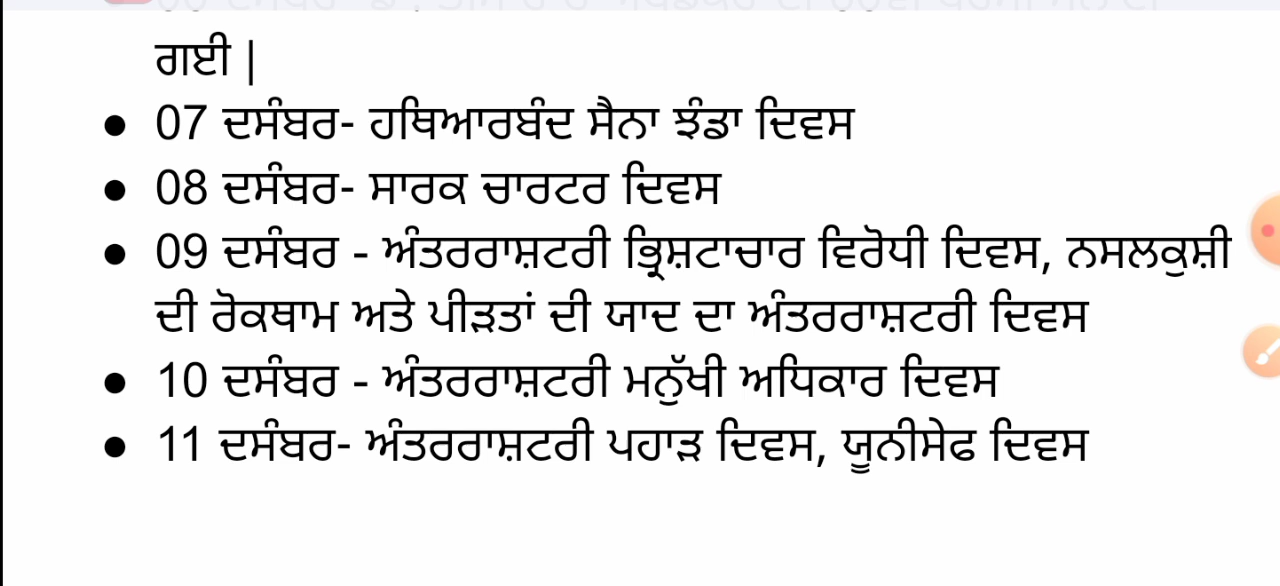 ਗਈ |
● 07 ਦਸੰਬਰ- ਹਥਿਆਰਬੰਦ ਸੈਨਾ ਝੰਡਾ ਦਿਵਸ
● 08 ਦਸੰਬਰ- ਸਾਰਕ ਚਾਰਟਰ ਦਿਵਸ
● 09 ਦਸੰਬਰ - ਅੰਤਰਰਾਸ਼ਟਰੀ ਭ੍ਰਿਸ਼ਟਾਚਾਰ ਵਿਰੋਧੀ ਦਿਵਸ, ਨਸਲਕੁਸ਼ੀ
ਦੀ ਰੋਕਥਾਮ ਅਤੇ ਪੀੜਤਾਂ ਦੀ ਯਾਦ ਦਾ ਅੰਤਰਰਾਸ਼ਟਰੀ ਦਿਵਸ
● 10 ਦਸੰਬਰ - ਅੰਤਰਰਾਸ਼ਟਰੀ ਮਨੁੱਖੀ ਅਧਿਕਾਰ ਦਿਵਸ
● 11 ਦਸੰਬਰ- ਅੰਤਰਰਾਸ਼ਟਰੀ ਪਹਾੜ ਦਿਵਸ, ਯੂਨੀਸੇਫ ਦਿਵਸ